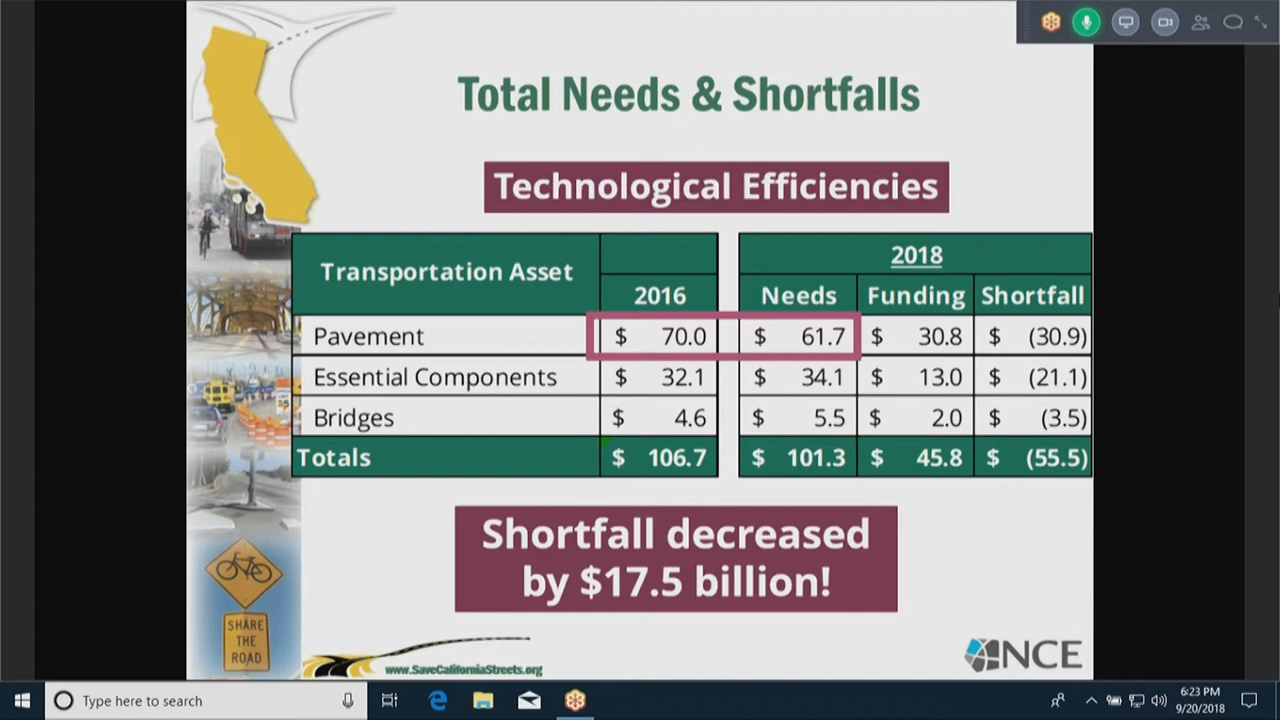 Total Needs & Shortfalls
Technological Efficiencies
Transportation Asset
2018
2016 Needs Funding Shortfall
Pavement $ 70.0 $ 61.7 $ 30.8 $ (30.9)
Essential Components $ 32.1 $ 34.1 $ 13.0 $ (21.1)
Bridges $ 4.6 $ 5.5 $ 2.0 $ (3.5)
Totals $ 106.7 $ 101.3 $ 45.8 $ (55.5)
Shortfall decreased
by $17.5 billion!
SHARE
THE
ROAD
www.SaveCaliforniaStreets.org
NCE
Type here to search
6:23 PM
9/20/2018